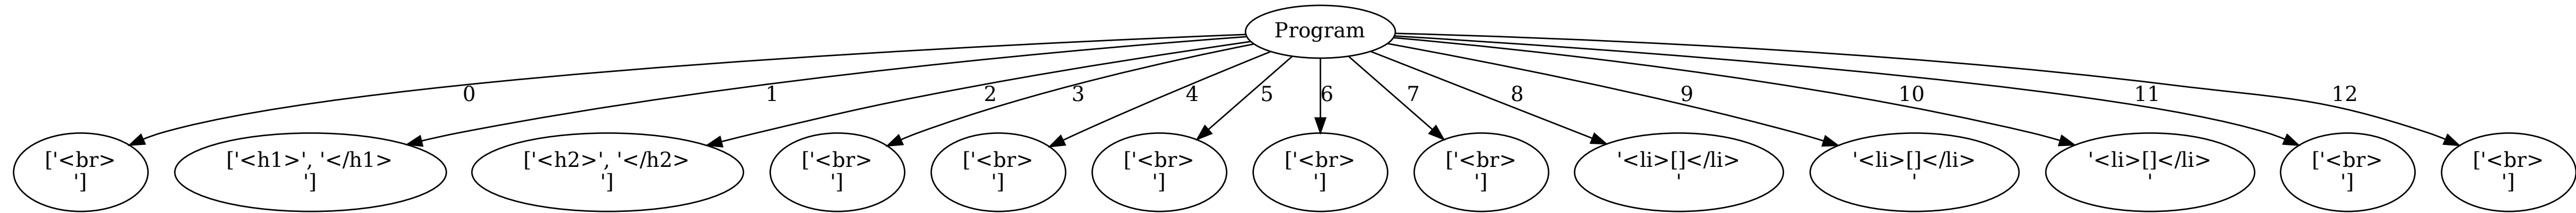 Program
0 1 2 3 4 5 6 7 8 9 10 11 12
['<br>
']
['<h1>', '</h1>
']
['<h2>', '</h2>
']
['<br>
']
['<br>
']
['<br>
']
['<br>
']
['<br>
']
'<li>[]</li>
'
'<li>[]</li>
'
'<li>[]</li>
'
['<br>
']
['<br>
']